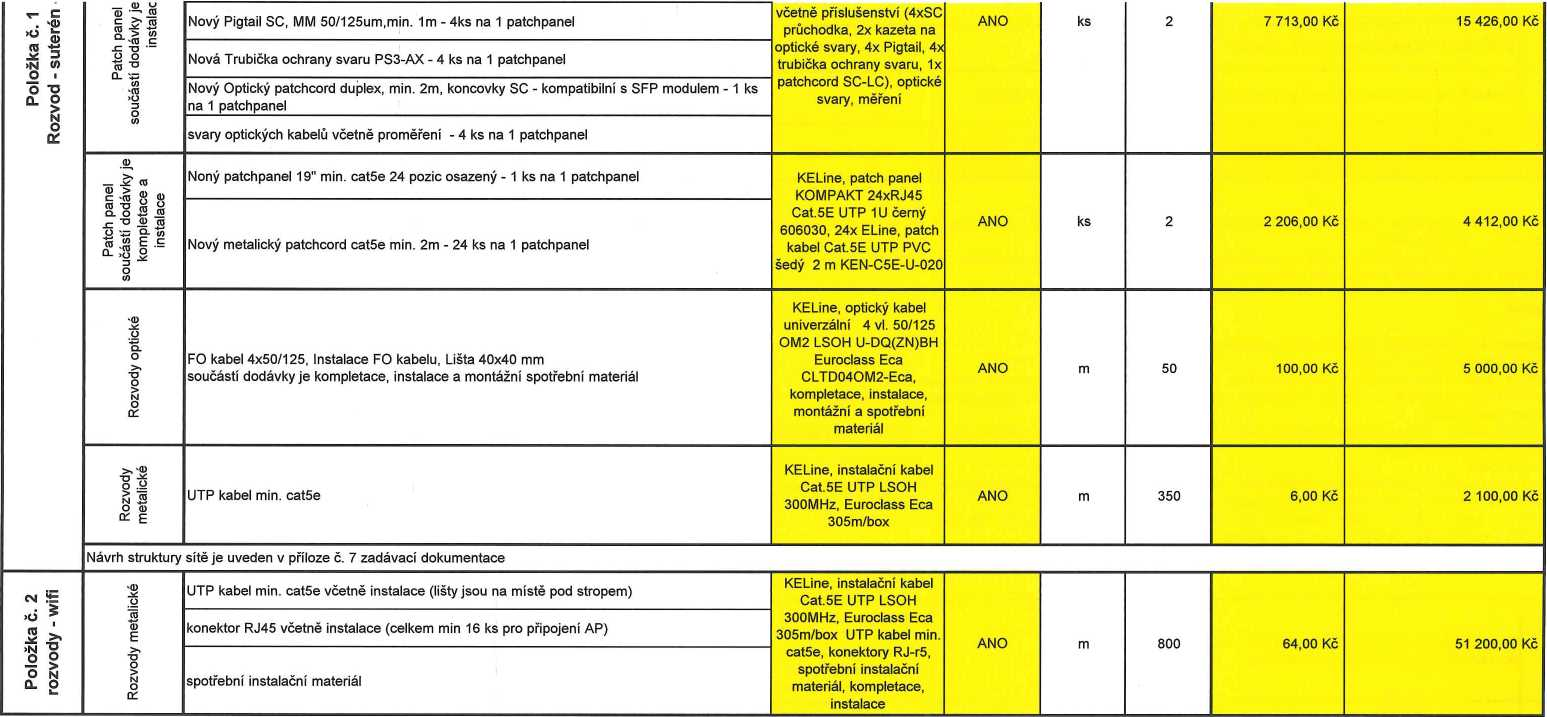 Položka č. 1
Rozvod - suterén -
Patch panel
součástí dodávky je
instalac
Nový Pigtail SC, MM 50/125um,min. 1m - 4ks na 1 patchpanel
Nová Trubička ochrany svaru PS3-AX - 4 ks na 1 patchpanel
Nový Optický patchcord duplex, min. 2m, koncovky SC - kompatibilní s SFP modulem - 1 ks
na 1 patchpanel
svary optických kabelů včetně proměření - 4 ks na 1 patchpanel
včetně příslušenství (4xSC
průchodka, 2x kazeta na
optické svary, 4x Pigtail, 4x
trubička ochrany svaru, 1x
patchcord SC-LC), optické
svary, měření
ANO
ks
2
7 713,00 Kč
15 426,00 Kč
Patch panel
součástí dodávky je
kompletace a
instalace
Noný patchpanel 19" min. cat5e 24 pozic osazený - 1 ks na 1 patchpanel
Nový metalický patchcord cat5e min. 2m - 24 ks na 1 patchpanel
KELine, patch panel
KOMPAKT 24xRJ45
Cat.5E UTP 1U černý
606030, 24x ELine, patch
kabel Cat.5E UTP PVC
šedý 2 m KEN-C5E-U-020
ANO
ks
2
2 206,00 Kč
4 412,00 Kč
Rozvody optické
FO kabel 4x50/125, Instalace FO kabelu, Lišta 40x40 mm
součástí dodávky je kompletace, instalace a montážní spotřební materiál
KELine, optický kabel
univerzální 4 vl. 50/125
OM2 LSOH U-DQ(ZN)BH
Euroclass Eca
CLTD04OM2-Eca,
kompletace, instalace,
montážní a spotřební
materiál
ANO
m
50
100,00 Kč
5 000,00 Kč
Rozvody
metalické
UTP kabel min. cat5e
KELine, instalační kabel
Cat.5E UTP LSOH
300MHz, Euroclass Eca
305m/box
ANO
m
350
6,00 Kč
2 100,00 Kč
Návrh struktury sítě je uveden v příloze č. 7 zadávací dokumentace
Položka č. 2
rozvody - wifi
Rozvody metalické
UTP kabel min. cat5e včetně instalace (lišty jsou na místě pod stropem)
konektor RJ45 včetně instalace (celkem min 16 ks pro připojení AP)
spotřební instalační materiál
KELine, instalační kabel
Cat.5E UTP LSOH
300MHz, Euroclass Eca
305m/box UTP kabel min.
cat5e, konektory RJ-r5,
spotřební instalační
materiál, kompletace,
instalace
ANO
m
800
64,00 Kč
51 200,00 Kč